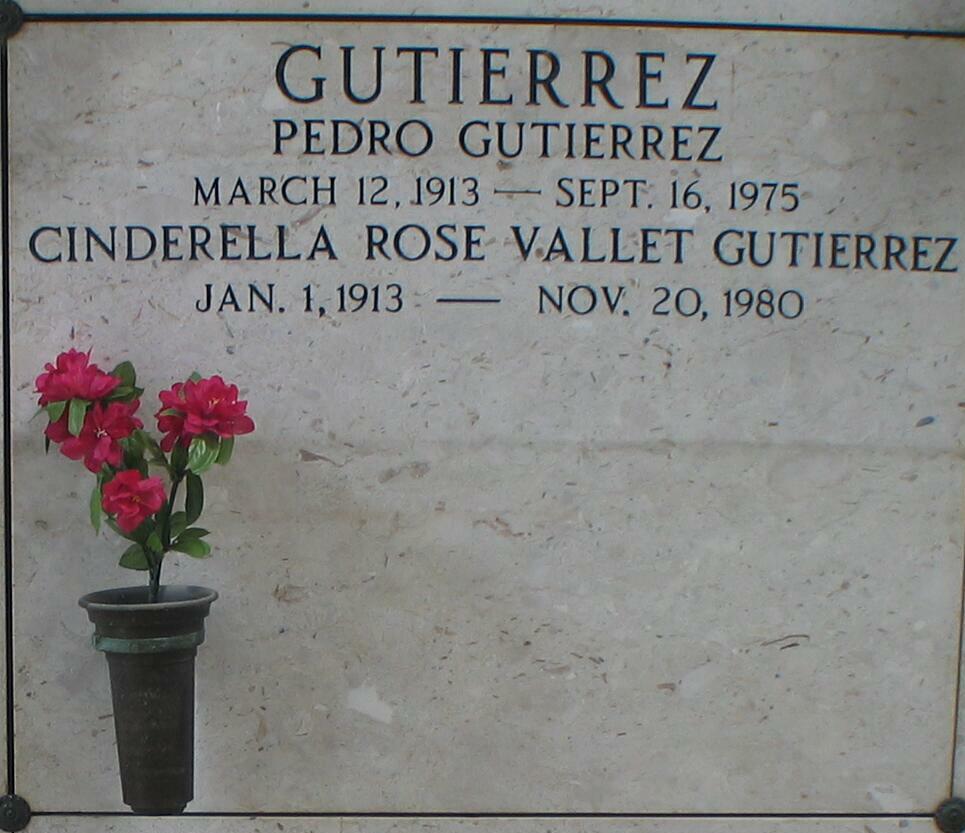 GUTIERREZ
PEDRO GUTIERREZ
MARCH 12, 1913 — SEPT. 16, 1975
CINDERELLA ROSE VALLET GUTIERREZ
JAN. 1, 1913 — NOV. 20, 1980